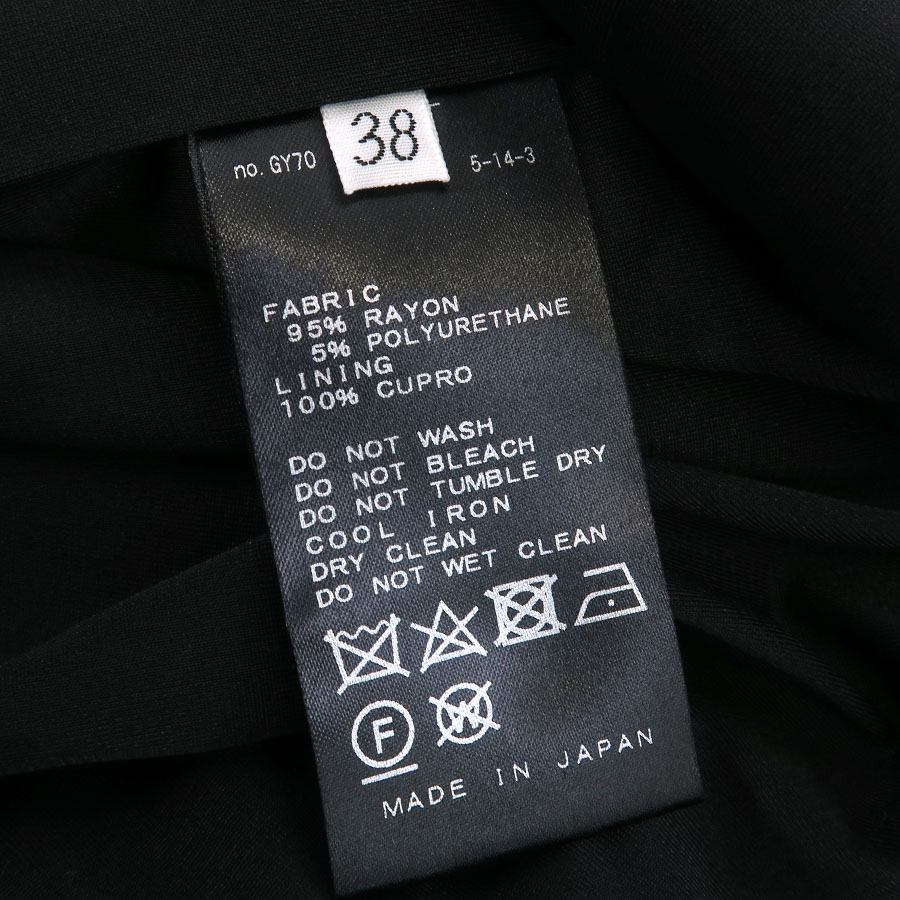 38
no. GY70 5-14-3
FABRIC
95% RAYON
5% POLYURETHANE
LINING
100% CUPRO
DO NOT WASH
DO NOT BLEACH
DO NOT TUMBLE DRY
COOL IRON
DRY CLEAN
DO NOT WET CLEAN
F W
MADE IN JAPAN